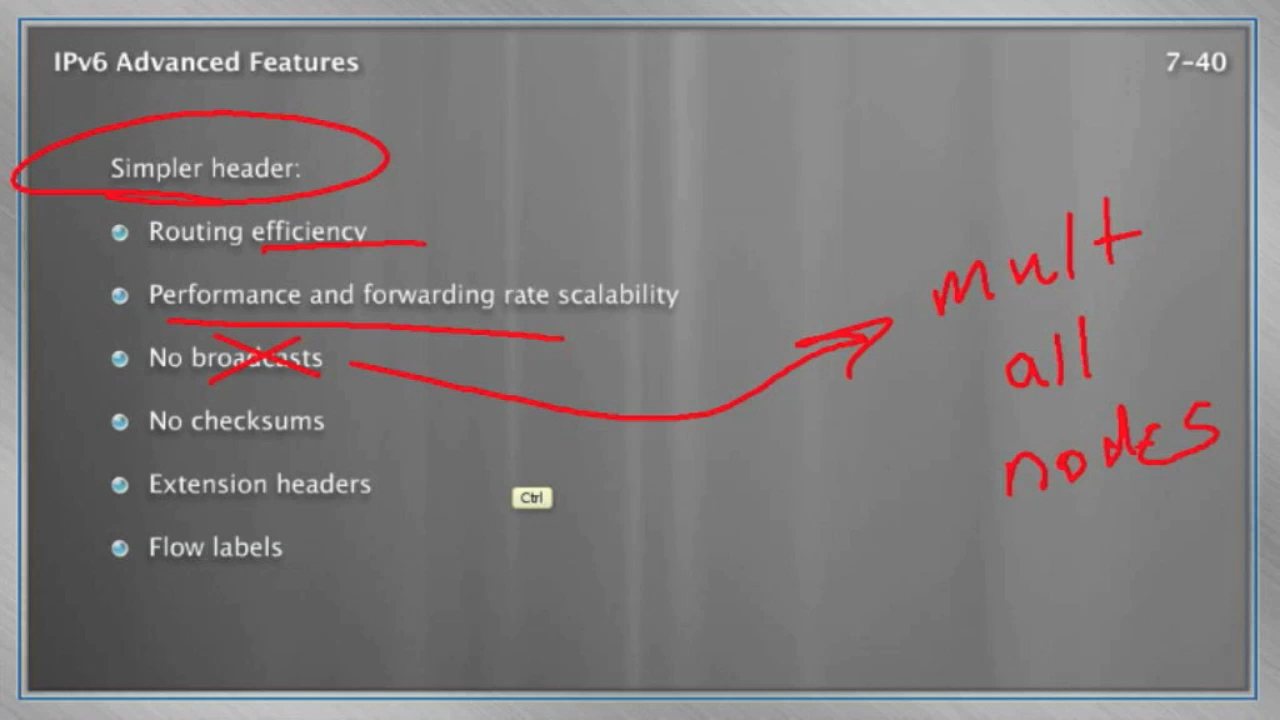 IPv6 Advanced Features
7-40
Simpler header:
Routing efficiency
Performance and forwarding rate scalability
No broadcasts
No checksums
Extension headers
Flow labels
Ctrl
mult
all
nodes